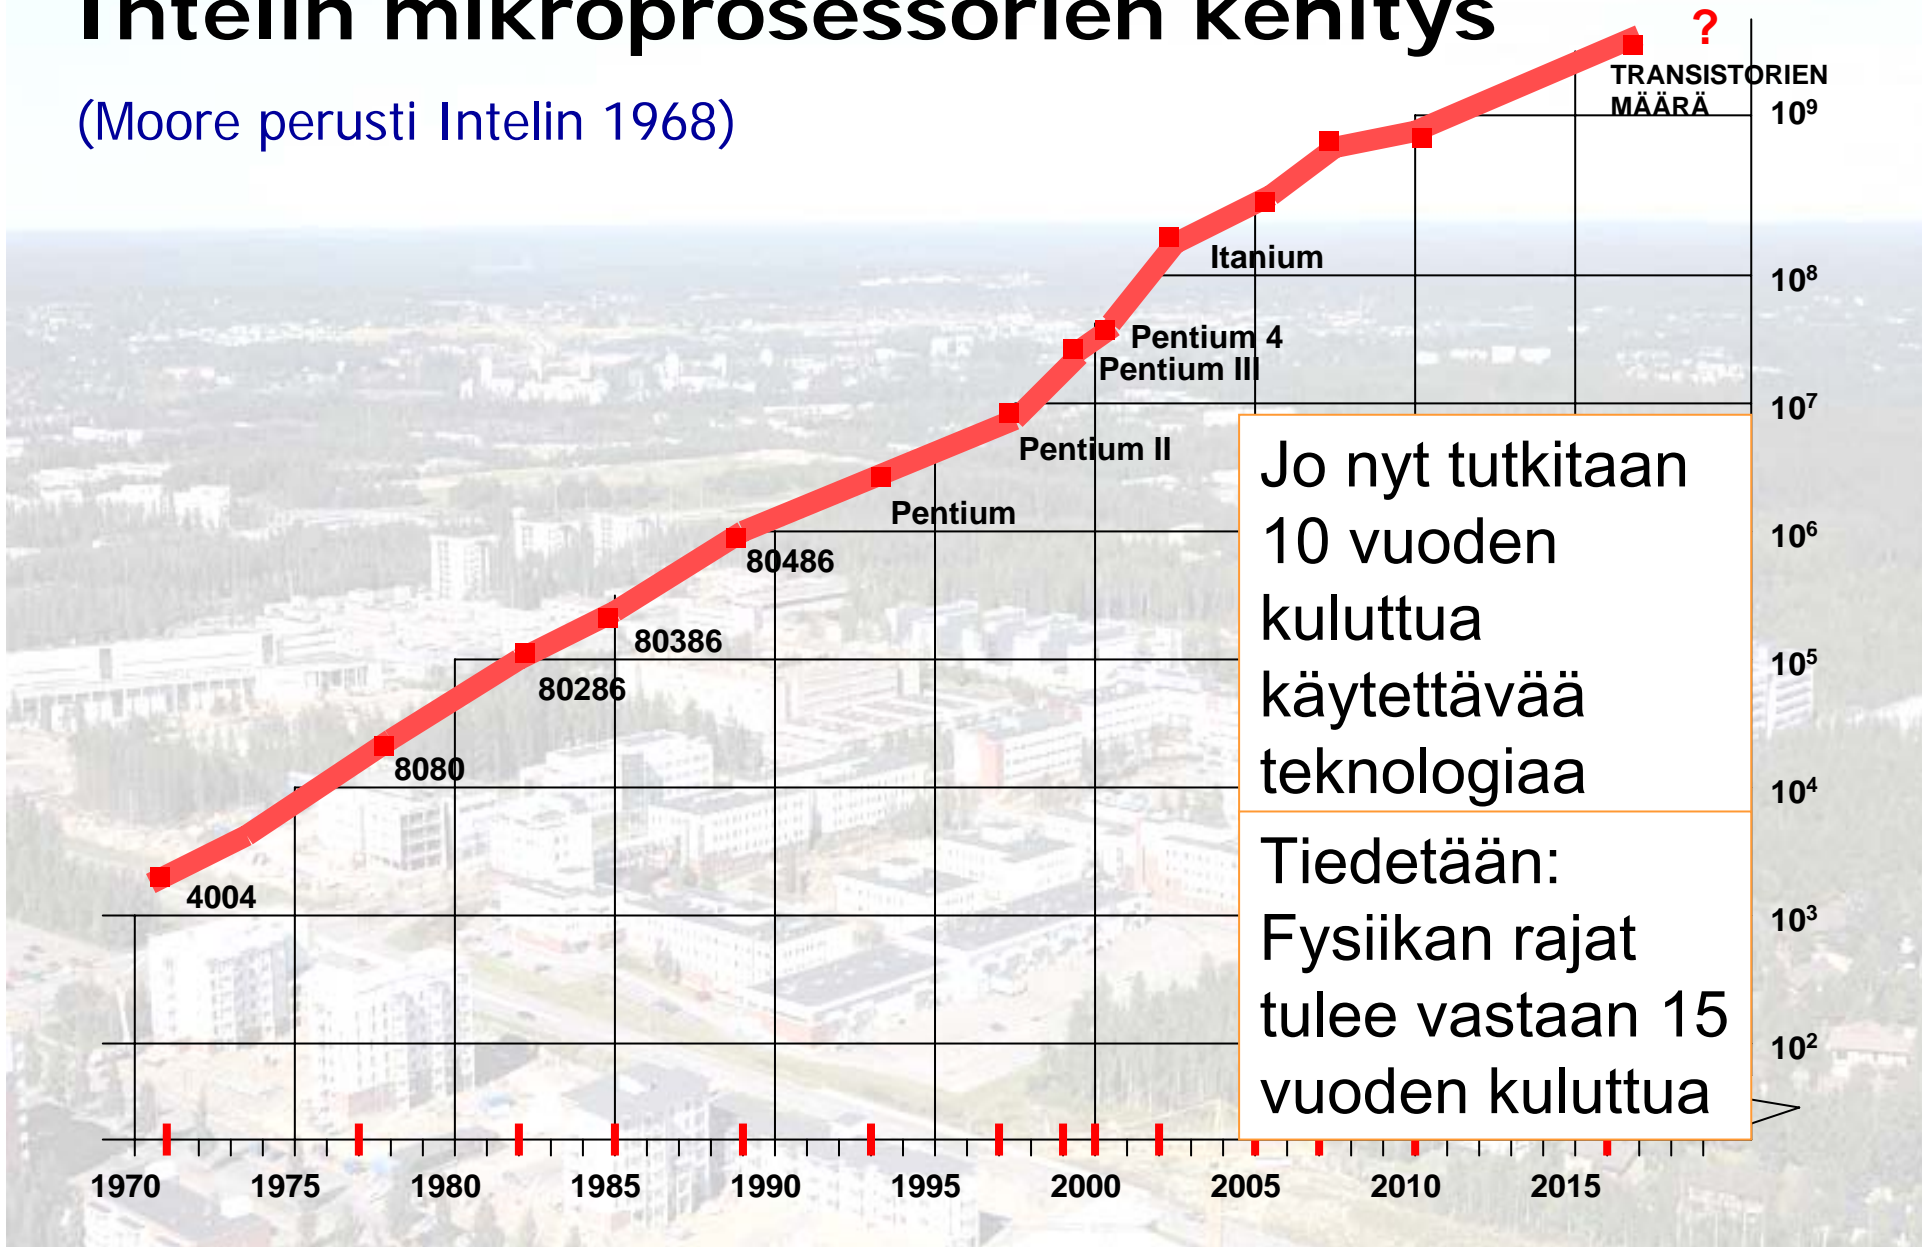 Intelin mikroprosessorien kehitys
(Moore perusti Intelin 1968)
?
TRANSISTORIEN
MÄÄRÄ
10⁹
Itanium
10⁸
Pentium 4
Pentium III
10⁷
Pentium II
Pentium
10⁶
80486
80386
10⁵
80286
8080
10⁴
4004
10³
10²
Jo nyt tutkitaan
10 vuoden
kuluttua
käytettävää
teknologiaa
Tiedetään:
Fysiikan rajat
tulee vastaan 15
vuoden kuluttua
1970 1975 1980 1985 1990 1995 2000 2005 2010 2015